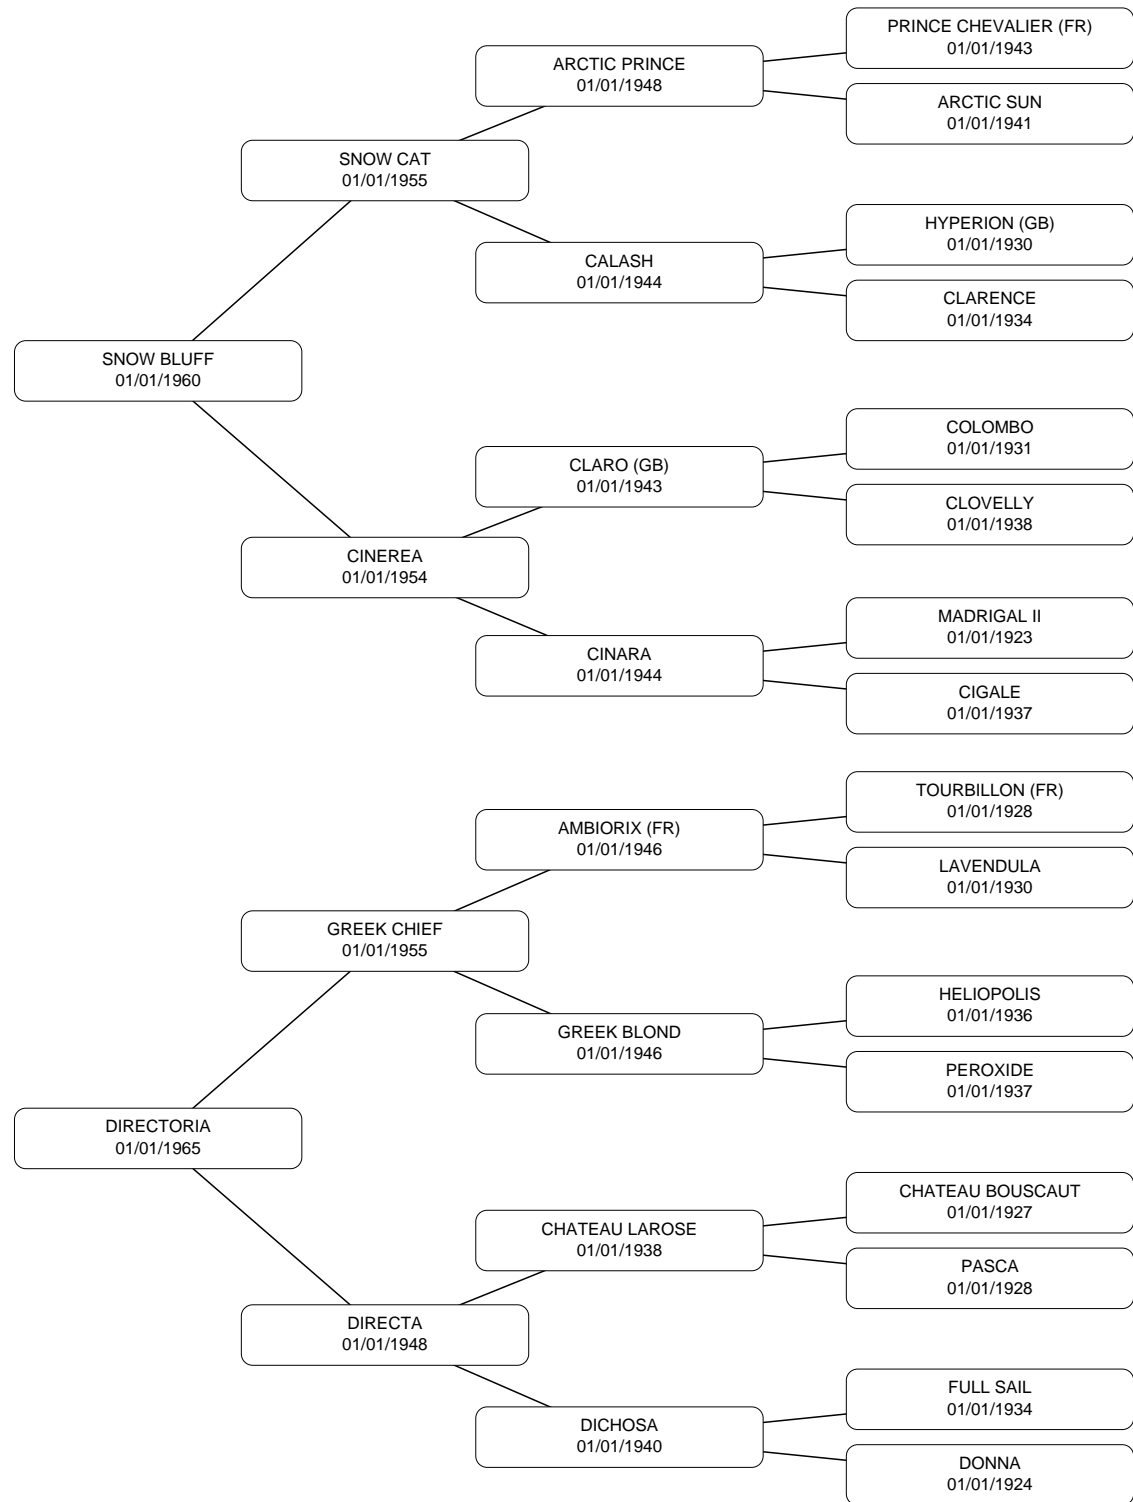 PRINCE CHEVALIER (FR)
01/01/1943
ARCTIC PRINCE
01/01/1948
ARCTIC SUN
01/01/1941
SNOW CAT
01/01/1955
HYPERION (GB)
01/01/1930
CALASH
01/01/1944
CLARENCE
01/01/1934
SNOW BLUFF
01/01/1960
COLOMBO
01/01/1931
CLARO (GB)
01/01/1943
CLOVELLY
01/01/1938
CINEREA
01/01/1954
MADRIGAL II
01/01/1923
CINARA
01/01/1944
CIGALE
01/01/1937
TOURBILLON (FR)
01/01/1928
AMBIORIX (FR)
01/01/1946
LAVENDULA
01/01/1930
GREEK CHIEF
01/01/1955
HELIOPOLIS
01/01/1936
GREEK BLOND
01/01/1946
PEROXIDE
01/01/1937
DIRECTORIA
01/01/1965
CHATEAU BOUSCAUT
01/01/1927
CHATEAU LAROSE
01/01/1938
PASCA
01/01/1928
DIRECTA
01/01/1948
FULL SAIL
01/01/1934
DICHOSA
01/01/1940
DONNA
01/01/1924